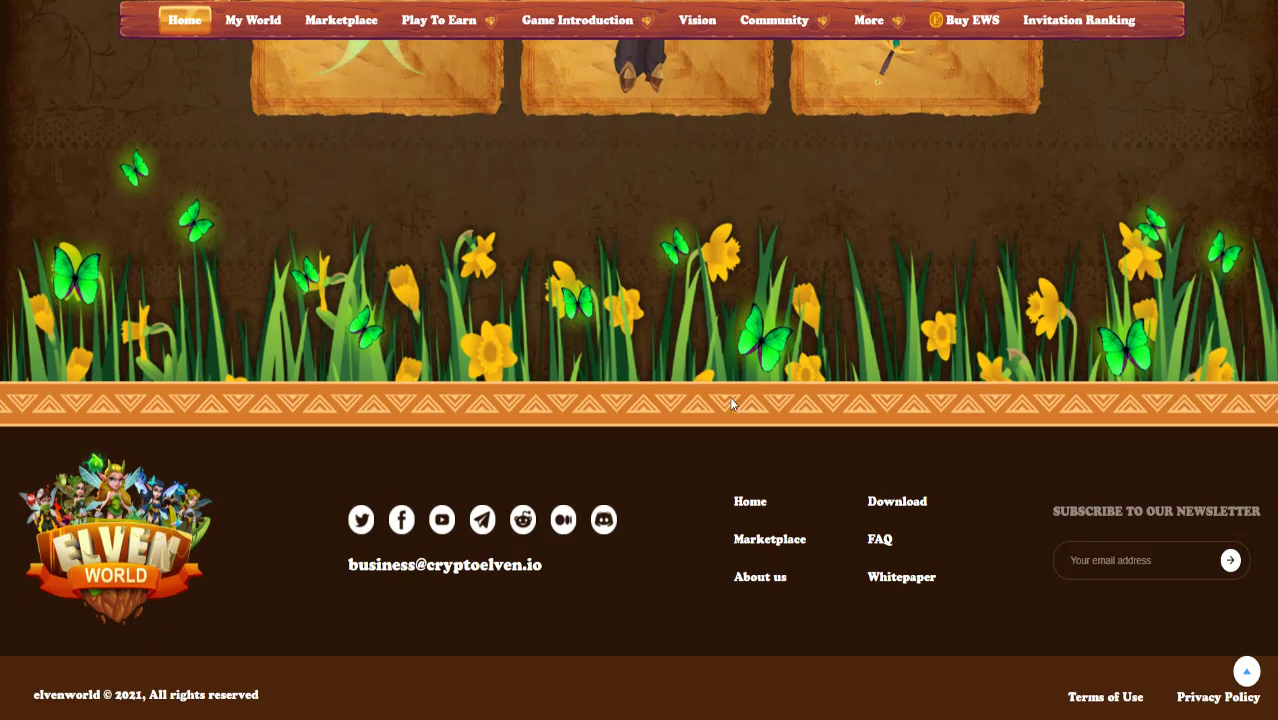 Home My World Marketplace Play To Earn Game Introduction Vision Community More Buy EWS Invitation Ranking
ELVEN
WORLD
business@cryptoelven.io
Home Download
Marketplace FAQ
About us Whitepaper
SUBSCRIBE TO OUR NEWSLETTER
Your email address
elvenworld © 2021, All rights reserved
Terms of Use Privacy Policy